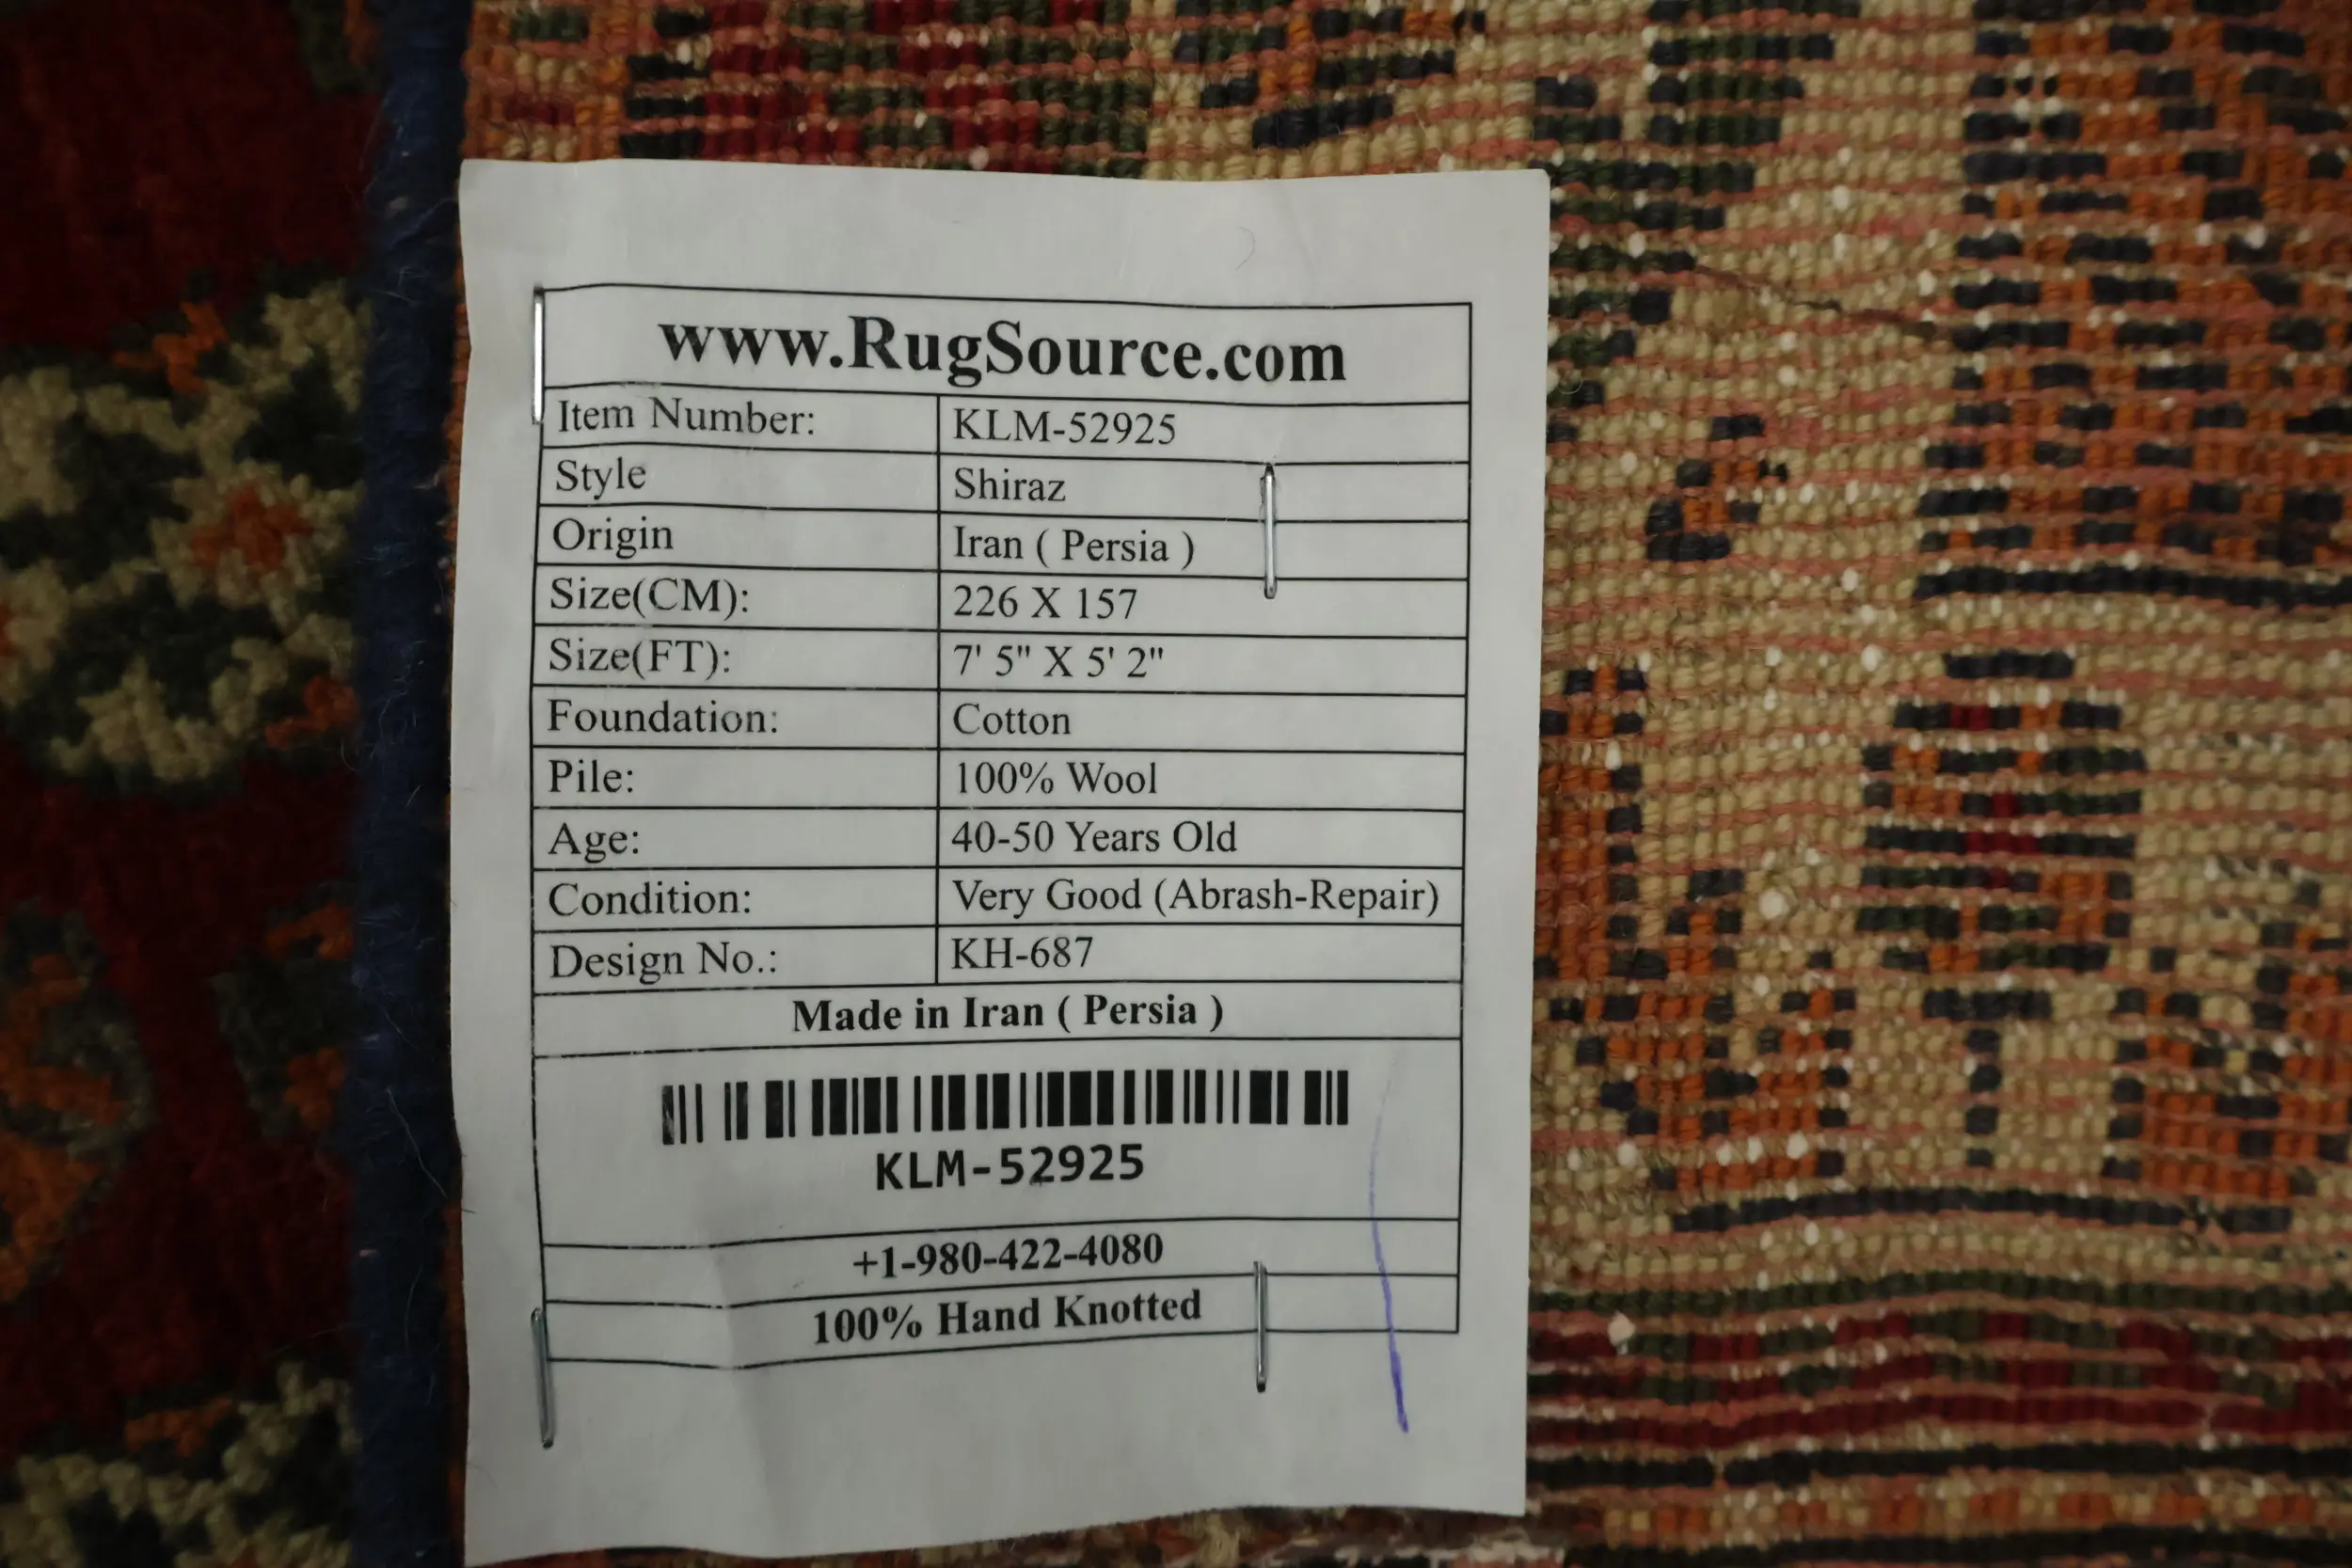 www.RugSource.com
Item Number: KLM-52925
Style Shiraz
Origin Iran ( Persia )
Size(CM): 226 X 157
Size(FT): 7' 5" X 5' 2"
Foundation: Cotton
Pile: 100% Wool
Age: 40-50 Years Old
Condition: Very Good (Abrash-Repair)
Design No.: KH-687
Made in Iran ( Persia )
KLM-52925
+1-980-422-4080
100% Hand Knotted